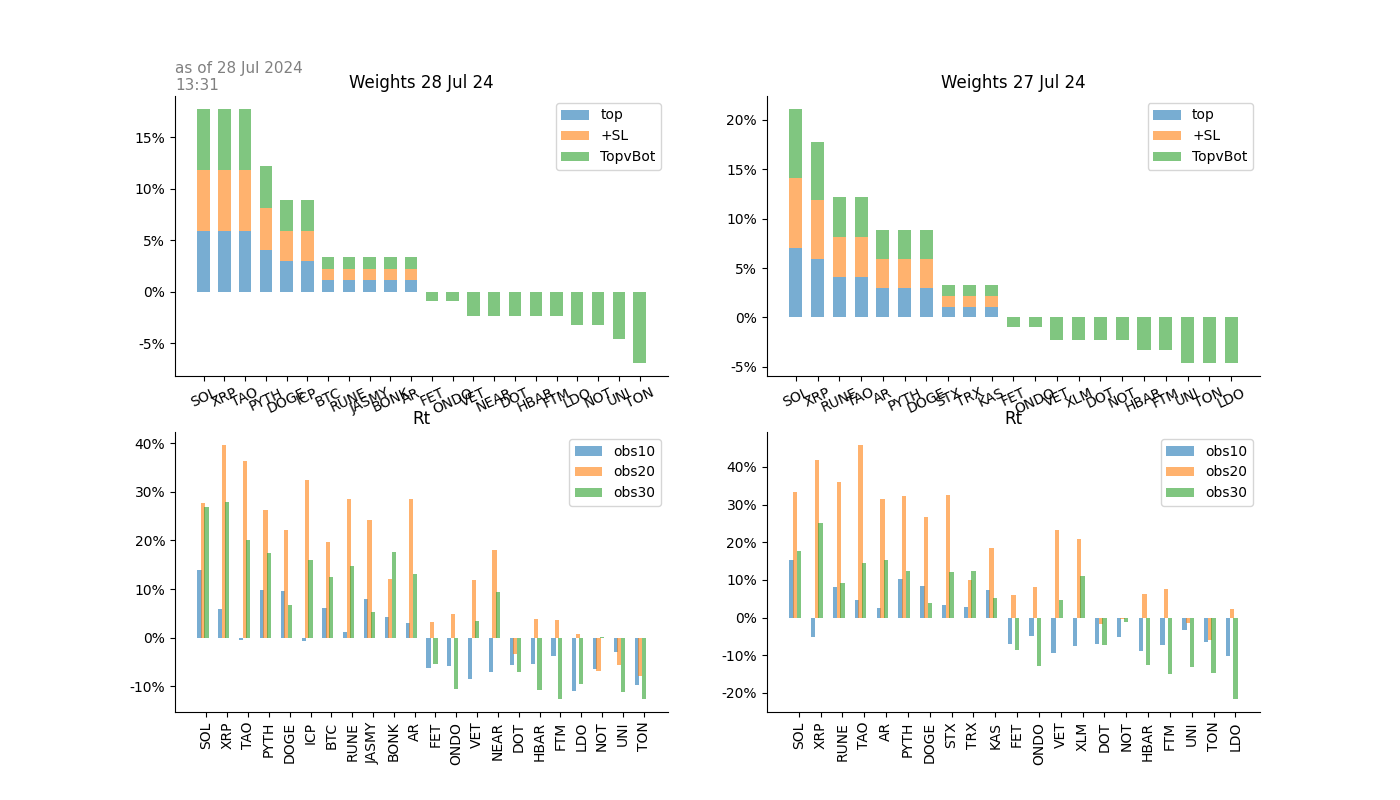 as of 28 Jul 2024
13:31
Weights 28 Jul 24
top
+SL
TopvBot
15%
10%
5%
0%
-5%
SOL XRP TAO PYTH DOGE ICP BTC RUNE JASMY BONK AR FET ONDO VET NEAR DOT HBAR FTM LDO NOT UNI TON
Weights 27 Jul 24
top
+SL
TopvBot
20%
15%
10%
5%
0%
-5%
SOL XRP RUNE TAO AR PYTH DOGE STX TRX KAS FET ONDO VET XLM DOT NOT HBAR FTM UNI TON LDO
Rt
obs10
obs20
obs30
40%
30%
20%
10%
0%
-10%
SOL XRP TAO PYTH DOGE ICP BTC RUNE JASMY BONK AR FET ONDO VET NEAR DOT HBAR FTM LDO NOT UNI TON
Rt
obs10
obs20
obs30
40%
30%
20%
10%
0%
-10%
-20%
SOL XRP RUNE TAO AR PYTH DOGE STX TRX KAS FET ONDO VET XLM DOT NOT HBAR FTM UNI TON LDO